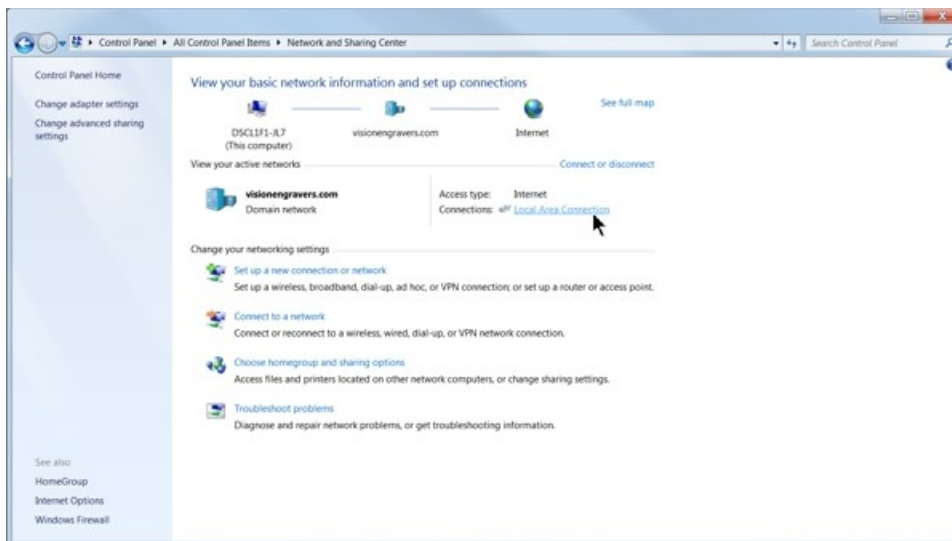 Control Panel ▸ All Control Panel Items ▸ Network and Sharing Center
Search Control Panel
Control Panel Home
Change adapter settings
Change advanced sharing
settings
See also
HomeGroup
Internet Options
Windows Firewall
View your basic network information and set up connections
See full map
DSCL1F1-JL7
(This computer)
visionengravers.com
Internet
View your active networks
Connect or disconnect
visionengravers.com
Domain network
Access type: Internet
Connections: Local Area Connection
Change your networking settings
Set up a new connection or network
Set up a wireless, broadband, dial-up, ad hoc, or VPN connection; or set up a router or access point.
Connect to a network
Connect or reconnect to a wireless, wired, dial-up, or VPN network connection.
Choose homegroup and sharing options
Access files and printers located on other network computers, or change sharing settings.
Troubleshoot problems
Diagnose and repair network problems, or get troubleshooting information.